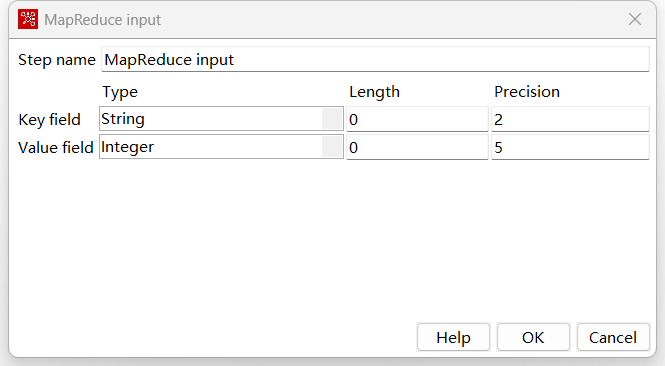 MapReduce input
Step name MapReduce input
Type Length Precision
Key field String 0 2
Value field Integer 0 5
Help OK Cancel